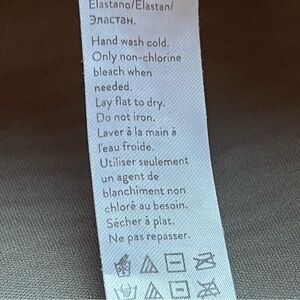 Elastano/Elastan/
Эластан.
Hand wash cold.
Only non-chlorine
bleach when
needed.
Lay flat to dry.
Do not iron.
Laver à la main à
l'eau froide.
Utiliser seulement
un agent de
blanchiment non
chloré au besoin.
Sécher à plat.
Ne pas repasser.